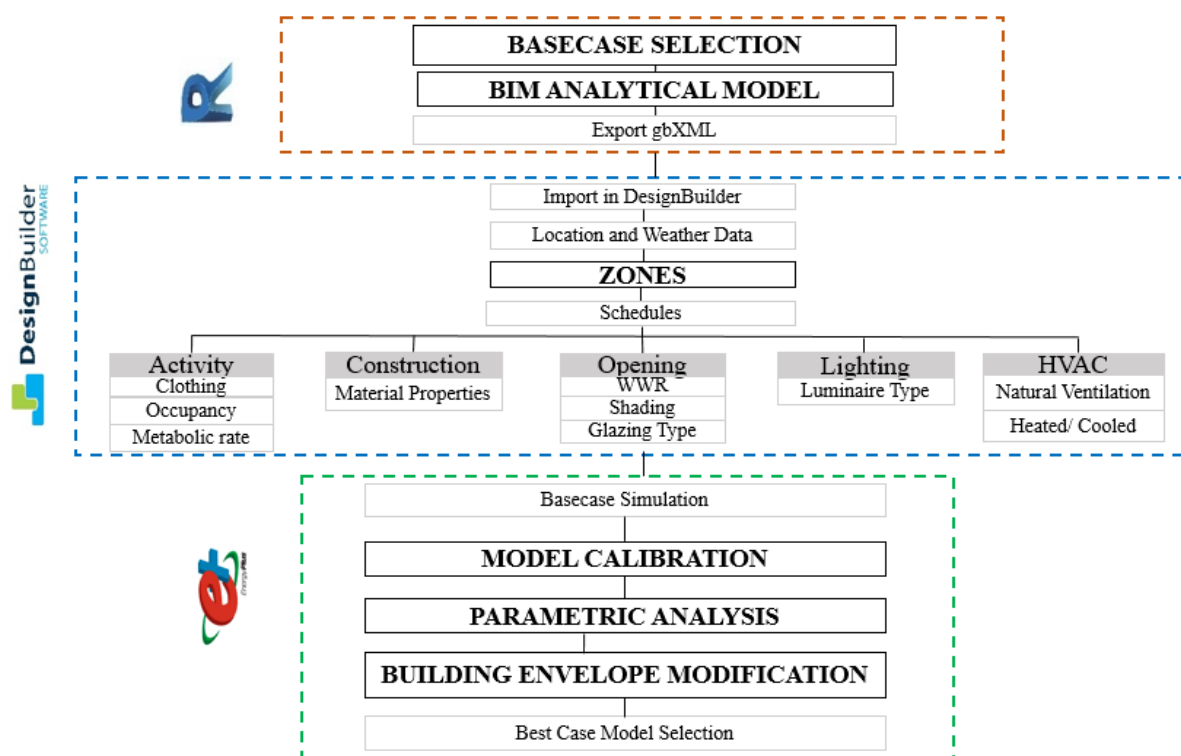 BASECASE SELECTION
R
BIM ANALYTICAL MODEL
Export gbXML
DesignBuilder
SOFTWARE
Import in DesignBuilder
Location and Weather Data
ZONES
Schedules
Activity
Clothing
Occupancy
Metabolic rate
Construction
Material Properties
Opening
WWR
Shading
Glazing Type
Lighting
Luminaire Type
HVAC
Natural Ventilation
Heated/ Cooled
Basecase Simulation
MODEL CALIBRATION
e+
EnergyPlus
PARAMETRIC ANALYSIS
BUILDING ENVELOPE MODIFICATION
Best Case Model Selection